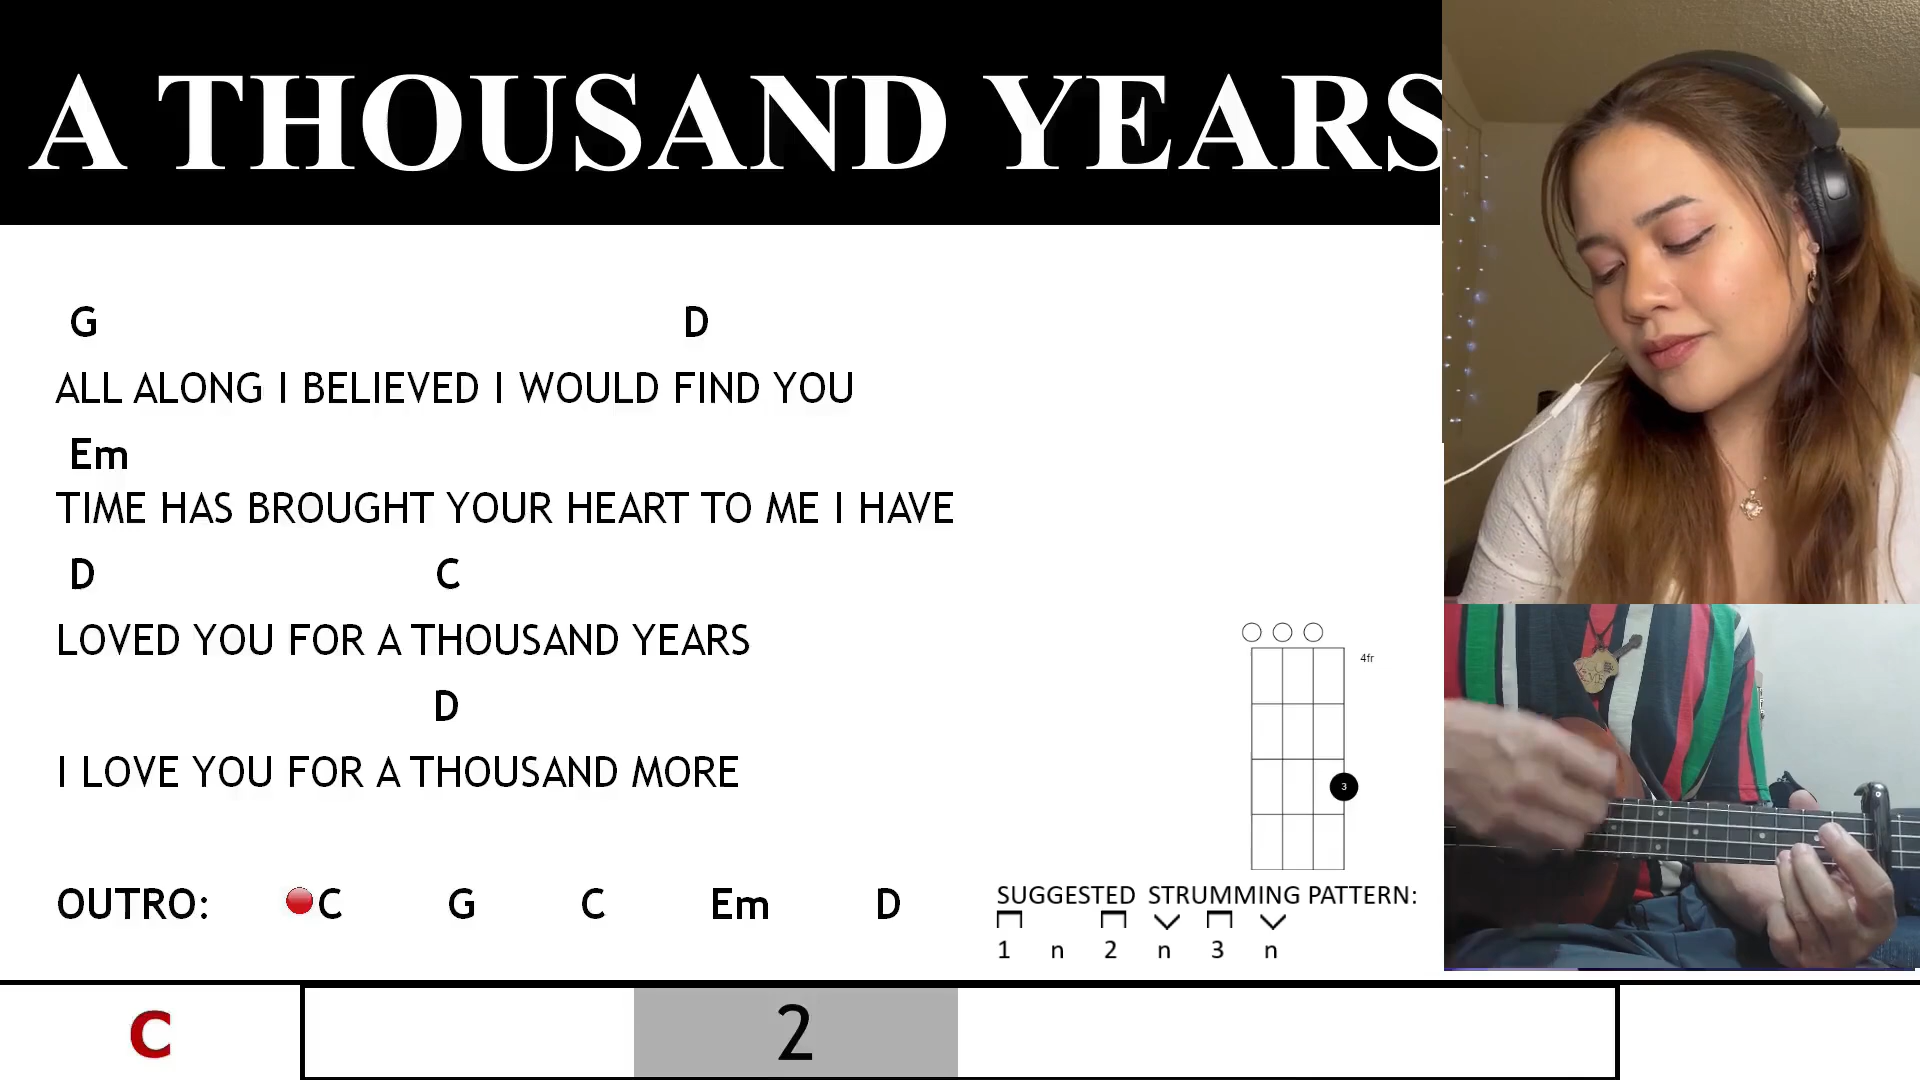 A THOUSAND YEARS
G D
ALL ALONG I BELIEVED I WOULD FIND YOU
Em
TIME HAS BROUGHT YOUR HEART TO ME I HAVE
D C
LOVED YOU FOR A THOUSAND YEARS
D
I LOVE YOU FOR A THOUSAND MORE
OUTRO: C G C Em D
4fr
3
SUGGESTED STRUMMING PATTERN:
1 n 2 n 3 n
C
2